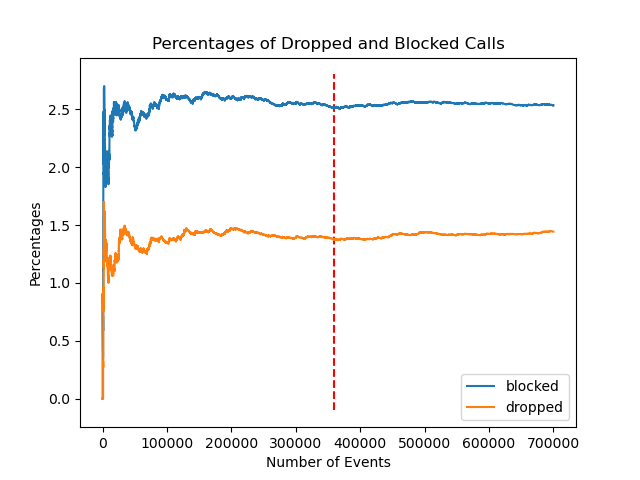 Percentages of Dropped and Blocked Calls
2.5
2.0
1.5
1.0
0.5
0.0
Percentages
0 100000 200000 300000 400000 500000 600000 700000
Number of Events
blocked
dropped